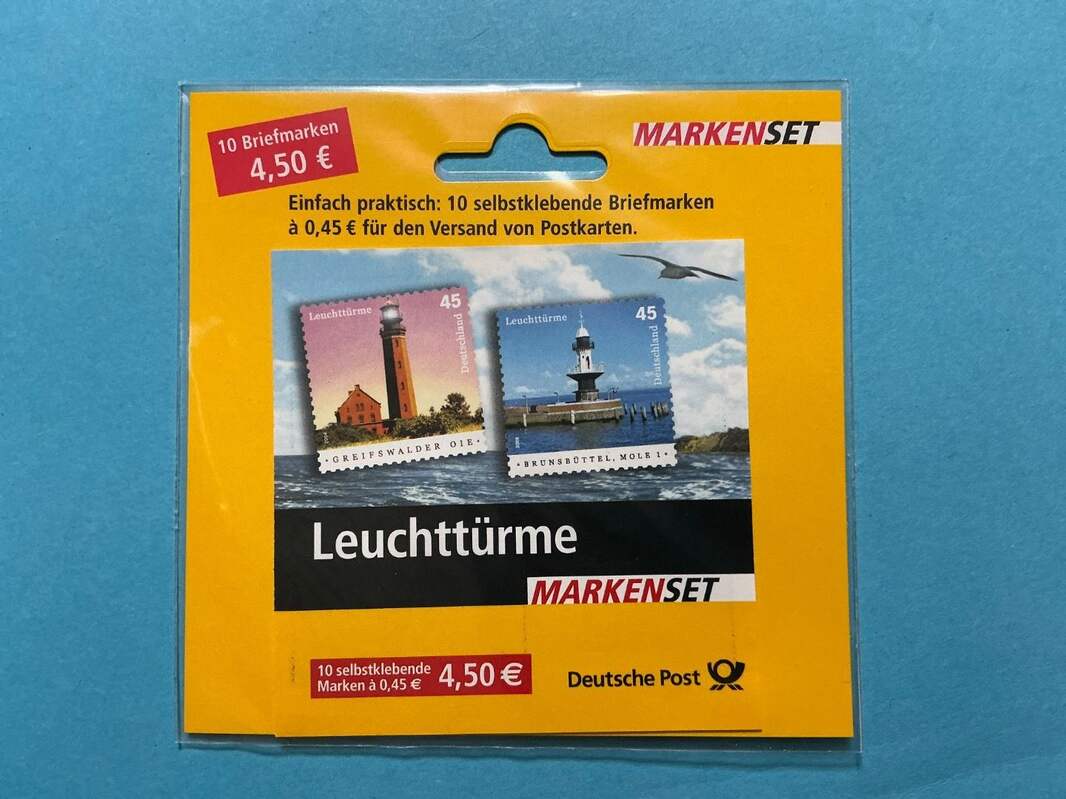 10 Briefmarken
4,50 €
MARKENSET
Einfach praktisch: 10 selbstklebende Briefmarken
à 0,45 € für den Versand von Postkarten.
Leuchttürme
45
Deutschland
·GREIFSWALDER OIE·
Leuchttürme
45
Deutschland
·BRUNSBÜTTEL, MOLE 1·
Leuchttürme
MARKENSET
10 selbstklebende
Marken à 0,45 €
4,50 €
Deutsche Post